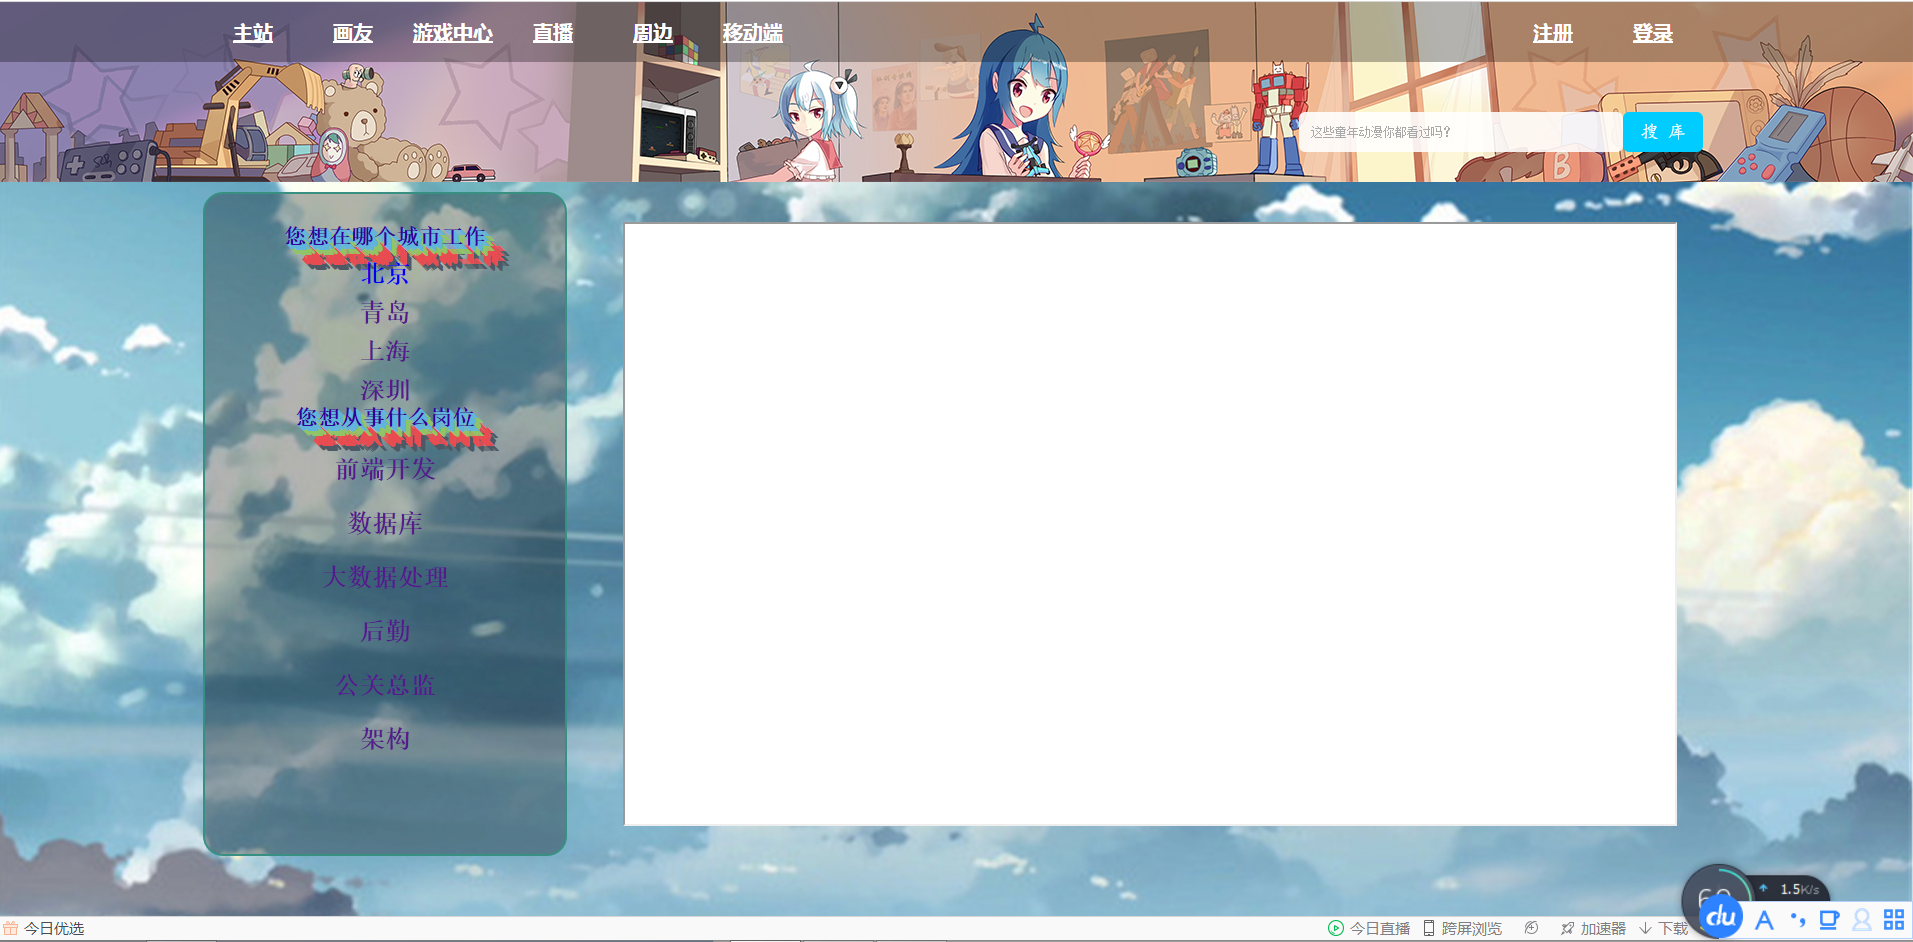 主站 画友 游戏中心 直播 周边 移动端 注册 登录
这些童年动漫你都看过吗? 搜 库
您想在哪个城市工作
北京
青岛
上海
深圳
您想从事什么岗位
前端开发
数据库
大数据处理
后勤
公关总监
架构
1.5K/s
今日优选 今日直播 跨屏浏览 加速器 下载 du A